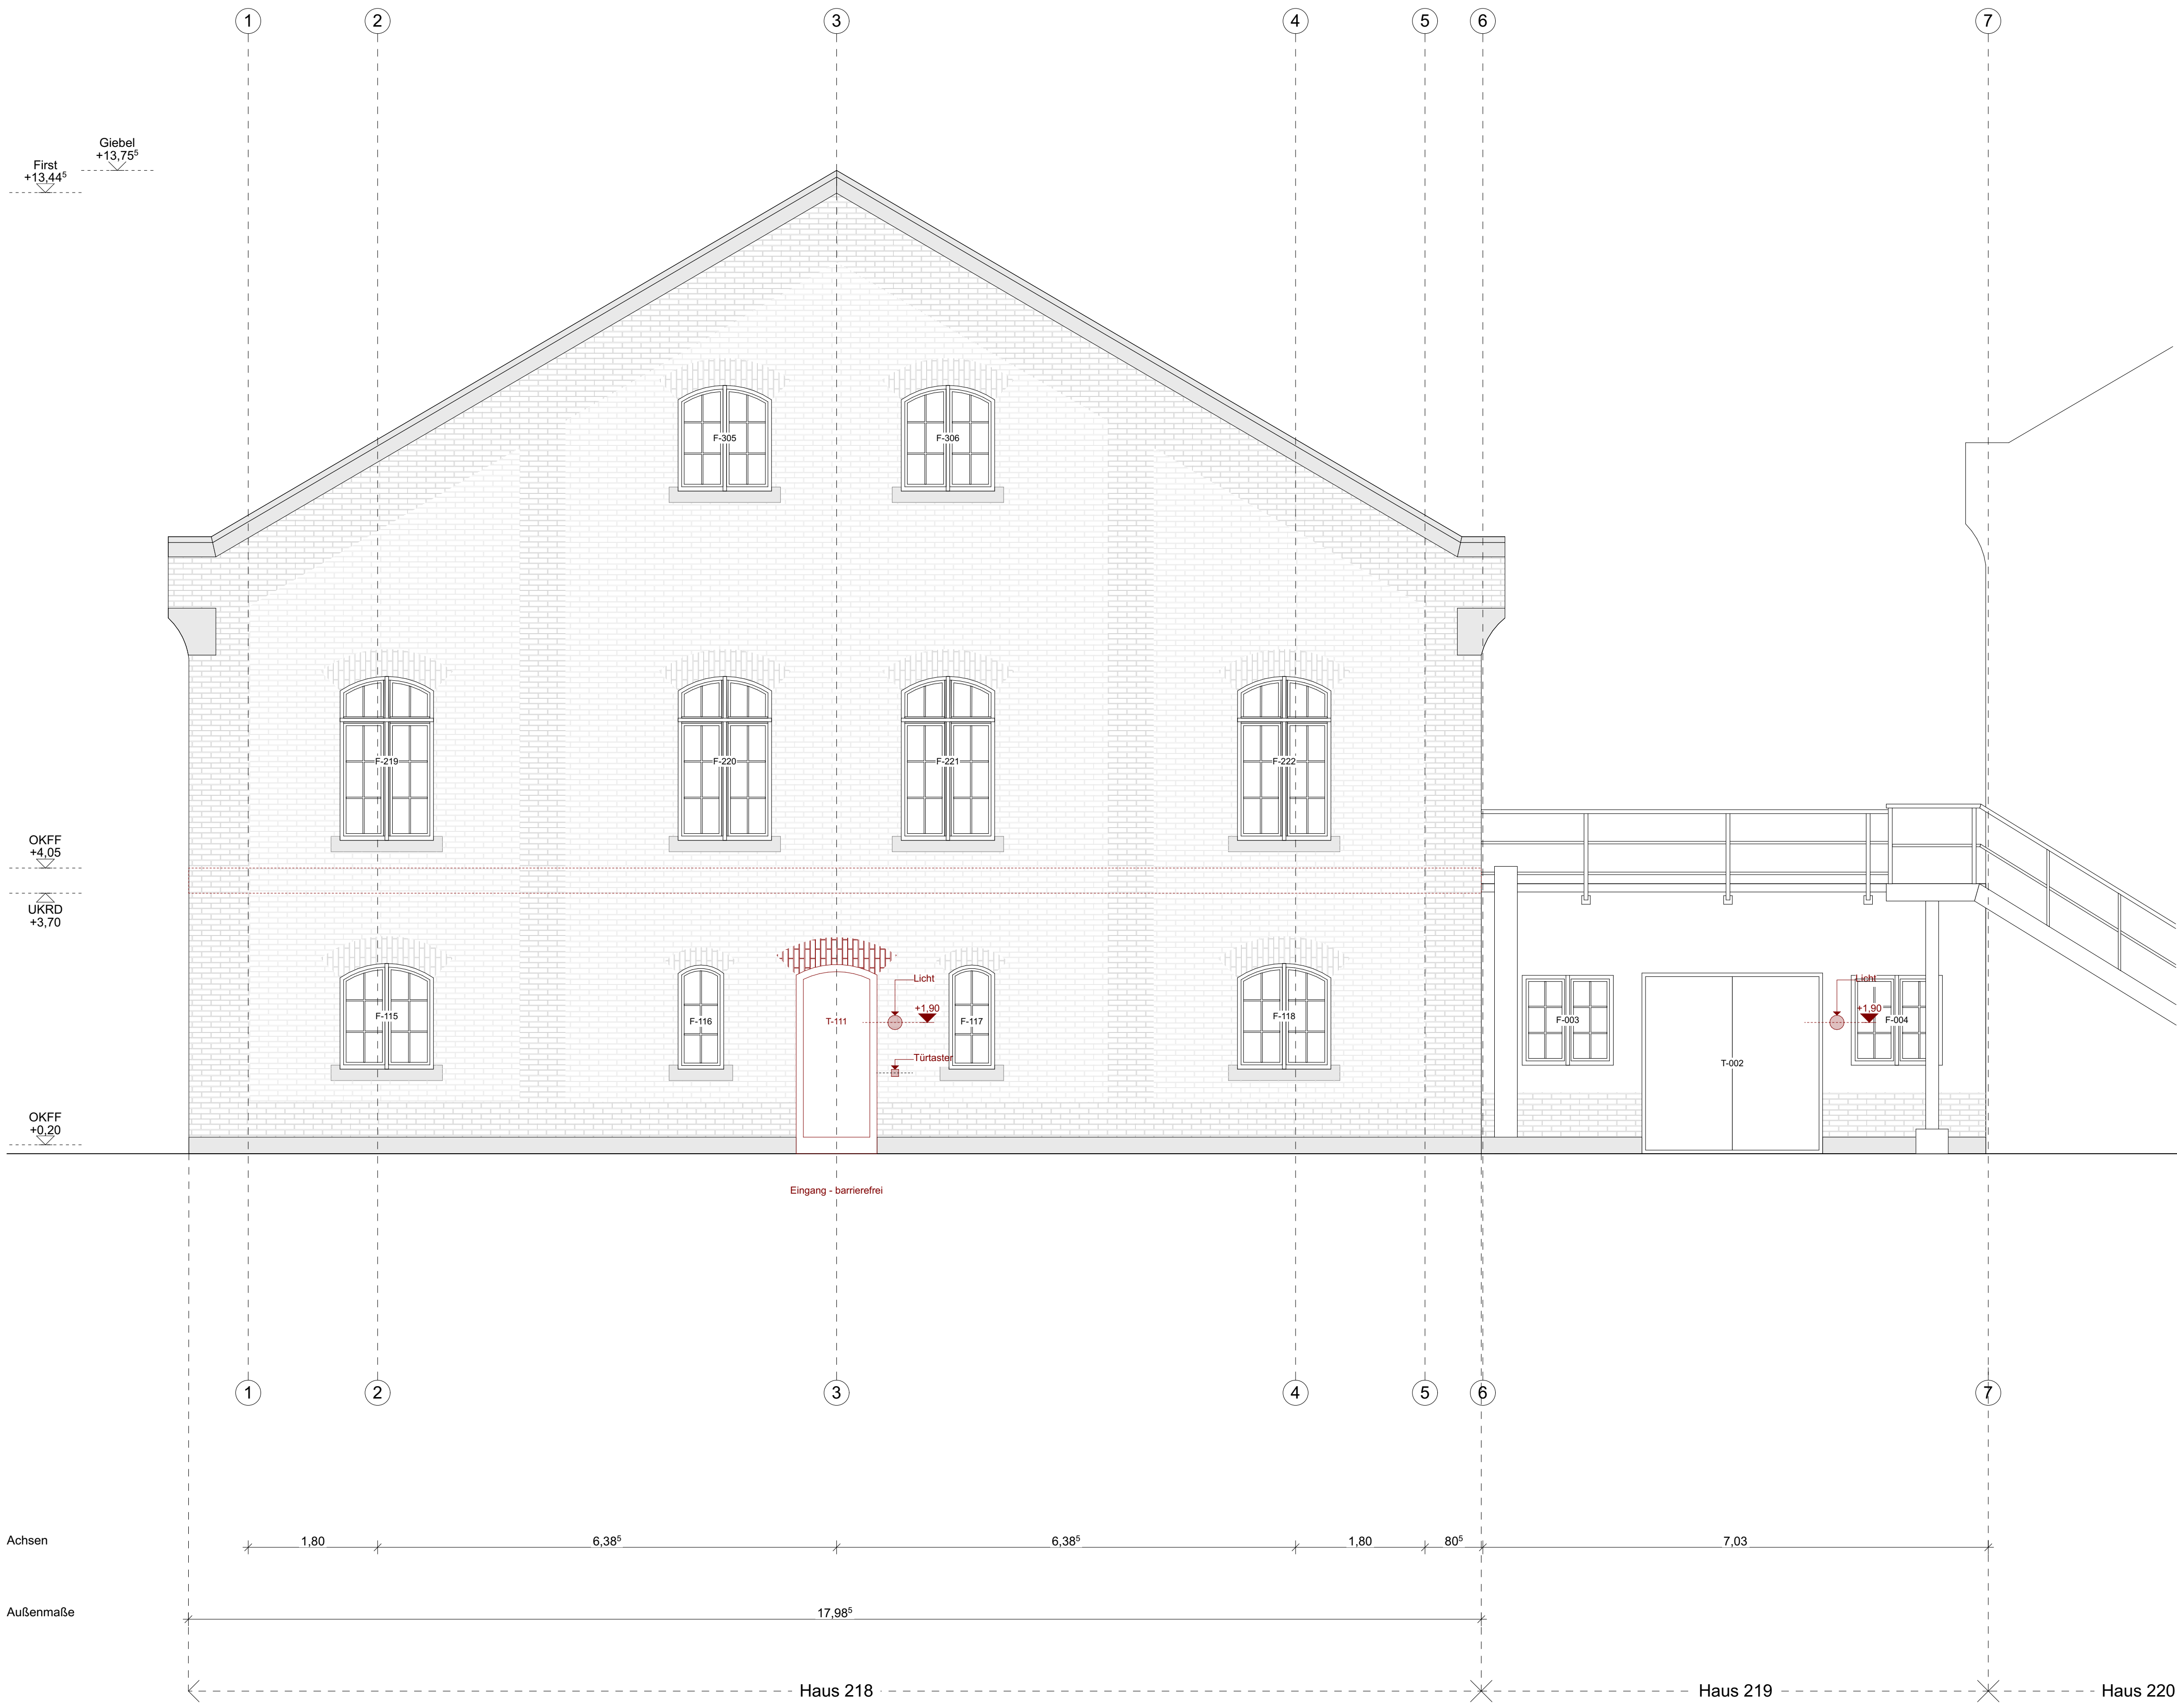 1 2 3 4 5 6 7
Giebel
+13,75⁵
First
+13,44⁵
F-305 F-306
F-219 F-220 F-221 F-222
OKFF
+4,05
UKRD
+3,70
Licht Licht
+1,90 +1,90
F-115 F-116 T-111 F-117 F-118 F-003 F-004
Türtaster
T-002
OKFF
+0,20
Eingang - barrierefrei
1 2 3 4 5 6 7
Achsen 1,80 6,38⁵ 6,38⁵ 1,80 80⁵ 7,03
Außenmaße 17,98⁵
Haus 218 Haus 219 Haus 220